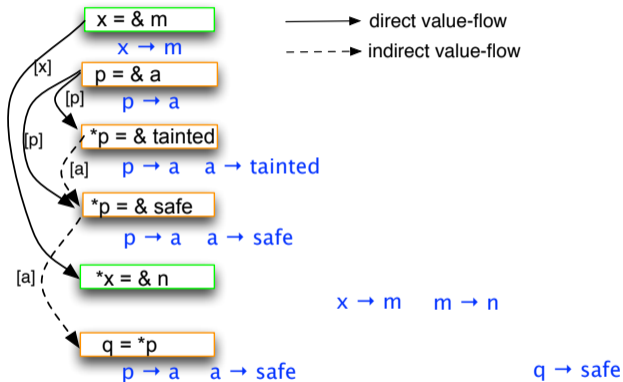 x = & m
direct value-flow
x → m
indirect value-flow
[x]
p = & a
[p]
p → a
[p]
*p = & tainted
[a]
p → a a → tainted
*p = & safe
p → a a → safe
[a]
*x = & n
x → m m → n
q = *p
p → a a → safe q → safe